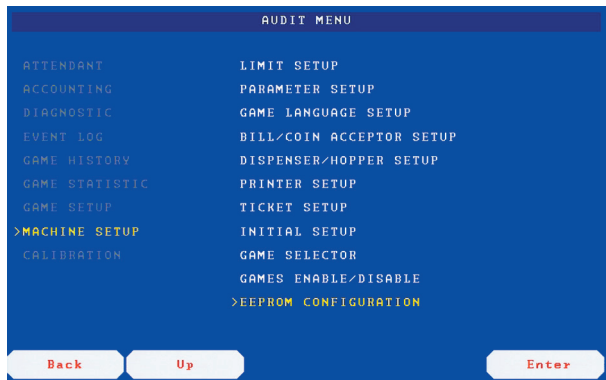 AUDIT MENU
ATTENDANT
ACCOUNTING
DIAGNOSTIC
EVENT LOG
GAME HISTORY
GAME STATISTIC
GAME SETUP
>MACHINE SETUP
CALIBRATION
LIMIT SETUP
PARAMETER SETUP
GAME LANGUAGE SETUP
BILL/COIN ACCEPTOR SETUP
DISPENSER/HOPPER SETUP
PRINTER SETUP
TICKET SETUP
INITIAL SETUP
GAME SELECTOR
GAMES ENABLE/DISABLE
>EEPROM CONFIGURATION
Back
Up
Enter